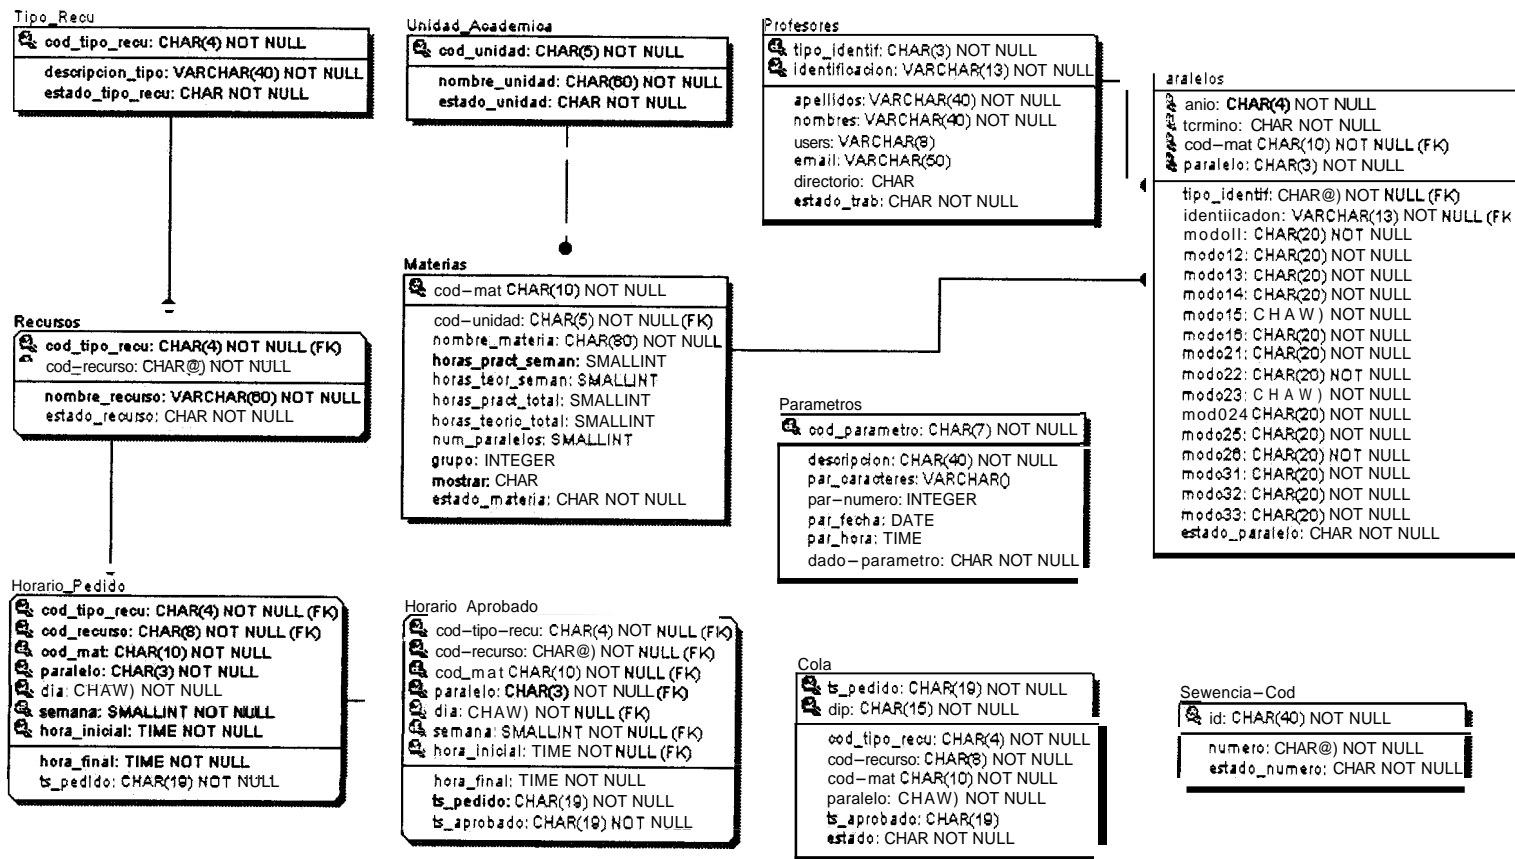 Tipo_Recu
cod_tipo_recu: CHAR(4) NOT NULL
descripcion_tipo: VARCHAR(40) NOT NULL
estado_tipo_recu: CHAR NOT NULL
Unidad_Academica
cod_unidad: CHAR(5) NOT NULL
nombre_unidad: CHAR(60) NOT NULL
estado_unidad: CHAR NOT NULL
Profesores
tipo_identif: CHAR(3) NOT NULL
identificacion: VARCHAR(13) NOT NULL
apellidos: VARCHAR(40) NOT NULL
nombres: VARCHAR(40) NOT NULL
users: VARCHAR(8)
email: VARCHAR(50)
directorio: CHAR
estado_trab: CHAR NOT NULL
aralelos
anio: CHAR(4) NOT NULL
tcrmino: CHAR NOT NULL
cod-mat CHAR(10) NOT NULL (FK)
paralelo: CHAR(3) NOT NULL
tipo_identif: CHAR@) NOT NULL (FK)
identiicadon: VARCHAR(13) NOT NULL (FK
modoII: CHAR(20) NOT NULL
modo12: CHAR(20) NOT NULL
modo13: CHAR(20) NOT NULL
modo14: CHAR(20) NOT NULL
modo15: CHAW) NOT NULL
modo16: CHAR(20) NOT NULL
modo21: CHAR(20) NOT NULL
modo22: CHAR(20) NOT NULL
modo23: CHAW) NOT NULL
mod024 CHAR(20) NOT NULL
modo25: CHAR(20) NOT NULL
modo26: CHAR(20) NOT NULL
modo31: CHAR(20) NOT NULL
modo32: CHAR(20) NOT NULL
modo33: CHAR(20) NOT NULL
estado_paralelo: CHAR NOT NULL
Recursos
cod_tipo_recu: CHAR(4) NOT NULL (FK)
cod-recurso: CHAR@) NOT NULL
nombre_recurso: VARCHAR(60) NOT NULL
estado_recurso: CHAR NOT NULL
Materias
cod-mat CHAR(10) NOT NULL
cod-unidad: CHAR(5) NOT NULL (FK)
nombre_materia: CHAR(80) NOT NULL
horas_pract_seman: SMALLINT
horas_teor_seman: SMALLINT
horas_pract_total: SMALLINT
horas_teorio_total: SMALLINT
num_paralelos: SMALLINT
grupo: INTEGER
mostrar: CHAR
estado_materia: CHAR NOT NULL
Parametros
cod_parametro: CHAR(7) NOT NULL
descripcion: CHAR(40) NOT NULL
par_caracteres: VARCHAR()
par-numero: INTEGER
par_fecha: DATE
par_hora: TIME
dado-parametro: CHAR NOT NULL
Horario_Pedido
cod_tipo_recu: CHAR(4) NOT NULL (FK)
cod_recurso: CHAR(8) NOT NULL (FK)
cod_mat: CHAR(10) NOT NULL
paralelo: CHAR(3) NOT NULL
dia: CHAW) NOT NULL
semana: SMALLINT NOT NULL
hora_inicial: TIME NOT NULL
hora_final: TIME NOT NULL
ts_pedido: CHAR(19) NOT NULL
Horario Aprobado
cod-tipo-recu: CHAR(4) NOT NULL (FK)
cod-recurso: CHAR@) NOT NULL (FK)
cod_mat CHAR(10) NOT NULL (FK)
paralelo: CHAR(3) NOT NULL (FK)
dia: CHAW) NOT NULL (FK)
semana: SMALLINT NOT NULL (FK)
hora_inicial: TIME NOT NULL (FK)
hora_final: TIME NOT NULL
ts_pedido: CHAR(19) NOT NULL
ts_aprobado: CHAR(19) NOT NULL
Cola
ts_pedido: CHAR(19) NOT NULL
dip: CHAR(15) NOT NULL
cod_tipo_recu: CHAR(4) NOT NULL
cod-recurso: CHAR(8) NOT NULL
cod-mat CHAR(10) NOT NULL
paralelo: CHAW) NOT NULL
ts_aprobado: CHAR(19)
estado: CHAR NOT NULL
Sewencia-Cod
id: CHAR(40) NOT NULL
numero: CHAR@) NOT NULL
estado_numero: CHAR NOT NULL